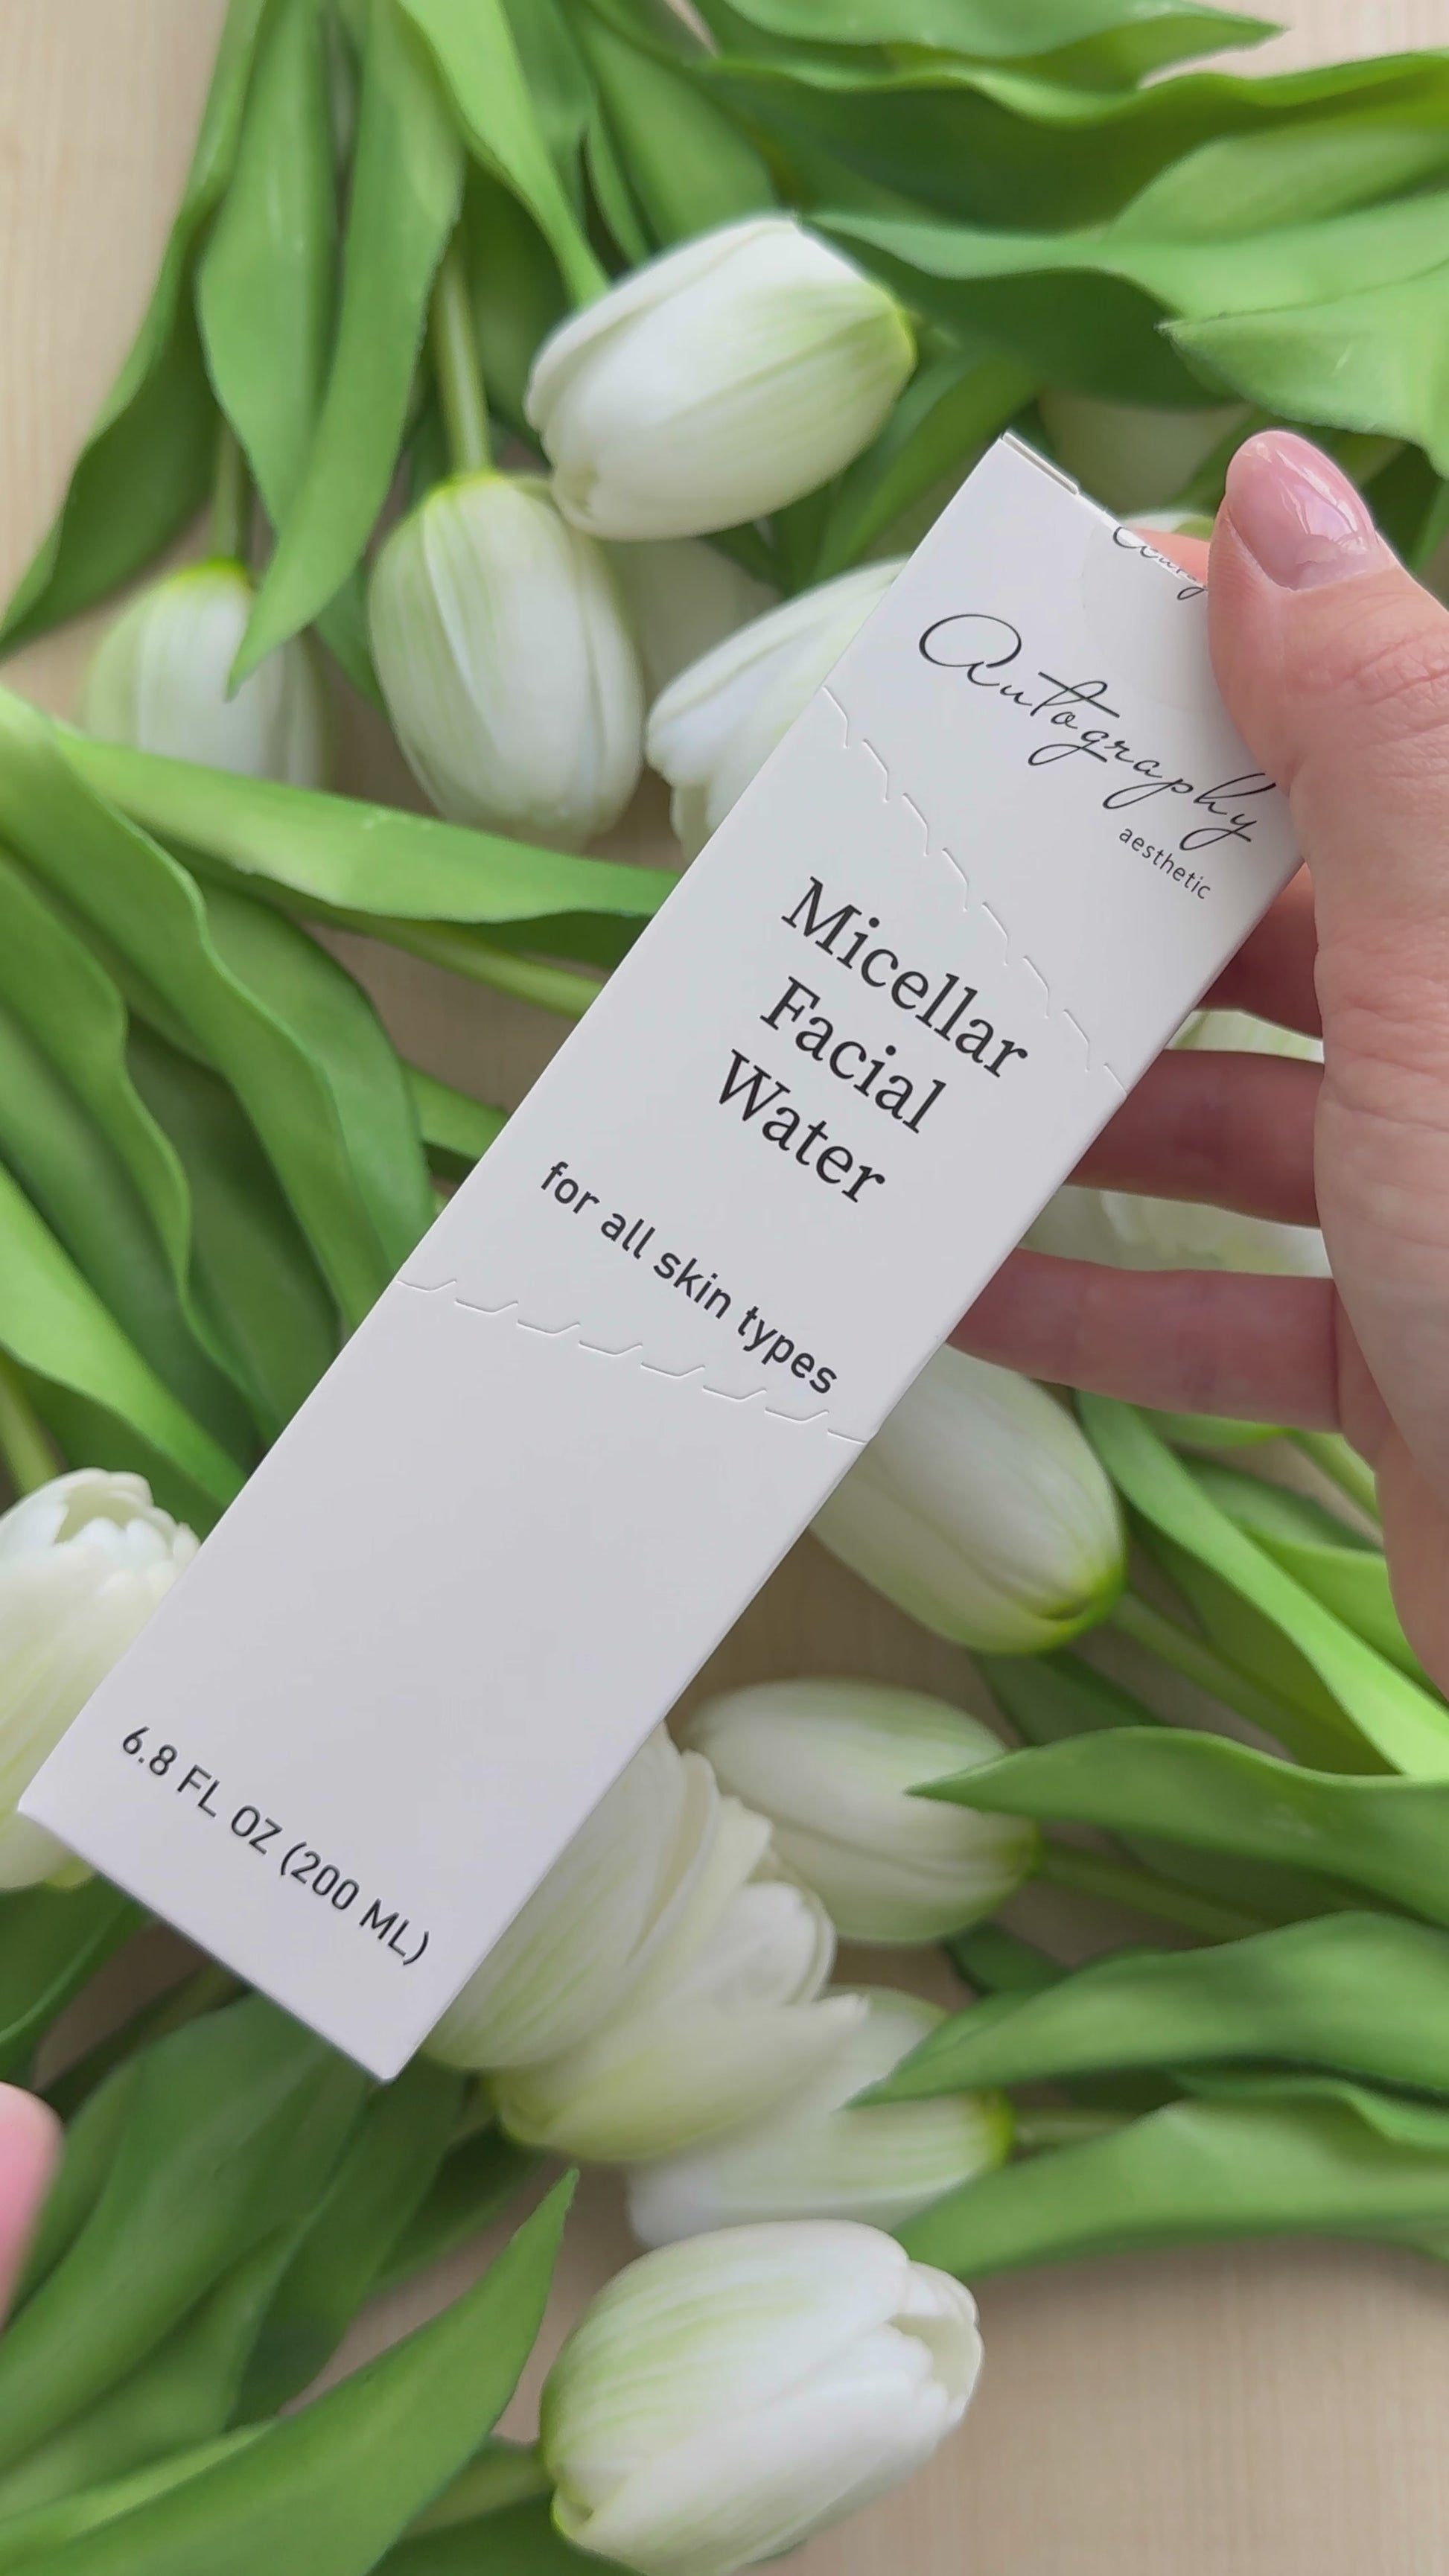 Autography
aesthetic
Micellar
Facial
Water
for all skin types
6.8 FL OZ (200 ML)